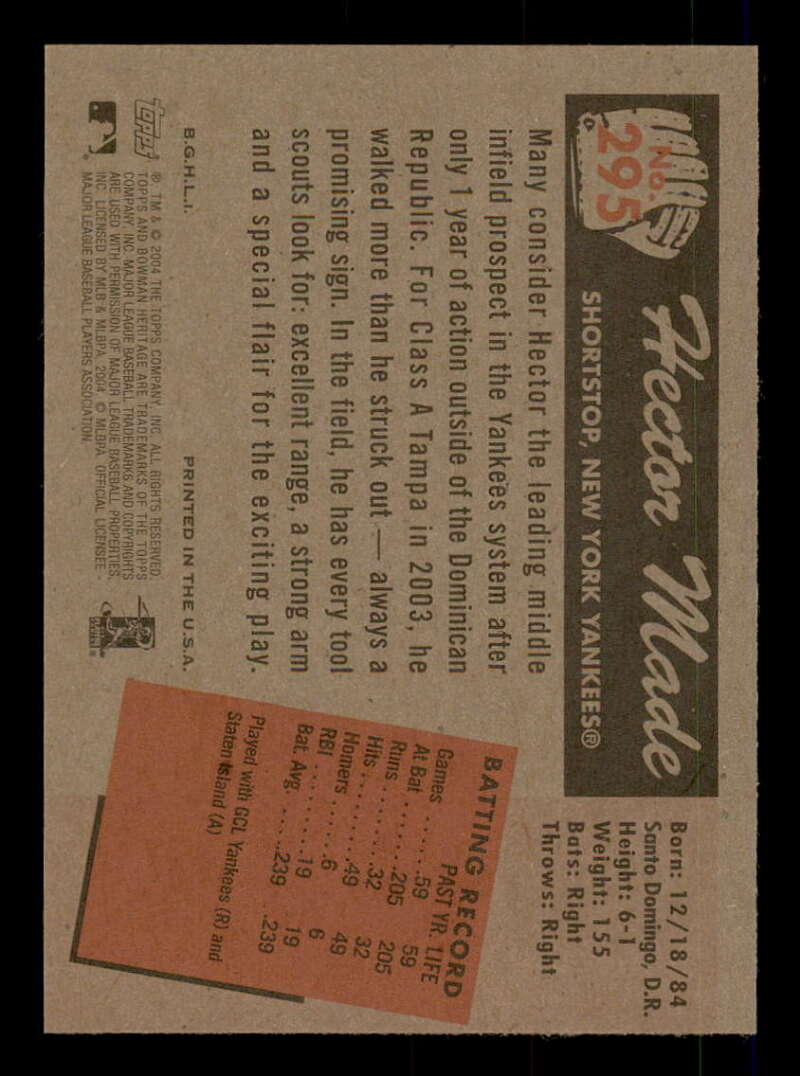 No.
295
Hector Made
SHORTSTOP, NEW YORK YANKEES®
Born: 12/18/84
Santo Domingo, D.R.
Height: 6-1
Weight: 155
Bats: Right
Throws: Right
Many consider Hector the leading middle
infield prospect in the Yankees system after
only 1 year of action outside of the Dominican
Republic. For Class A Tampa in 2003, he
walked more than he struck out — always a
promising sign. In the field, he has every tool
scouts look for: excellent range, a strong arm
and a special flair for the exciting play.
BATTING RECORD
PAST YR. LIFE
Games ......59 59
At Bat ......205 205
Runs ........32 32
Hits ........49 49
Homers ......6 6
RBI ........19 19
Bat. Avg. .....239 ..239
Played with GCL Yankees (R) and
Staten Island (A)
B.G.H.L.I. PRINTED IN THE U.S.A.
Topps
® TM & © 2004 THE TOPPS COMPANY, INC. ALL RIGHTS RESERVED.
TOPPS AND BOWMAN HERITAGE ARE TRADEMARKS OF THE TOPPS
COMPANY, INC. MAJOR LEAGUE BASEBALL TRADEMARKS AND COPYRIGHTS
ARE USED WITH PERMISSION OF MAJOR LEAGUE BASEBALL PROPERTIES,
INC. LICENSED BY MLB & MLBPA 2004. © MLBPA OFFICIAL LICENSEE -
MAJOR LEAGUE BASEBALL PLAYERS ASSOCIATION.